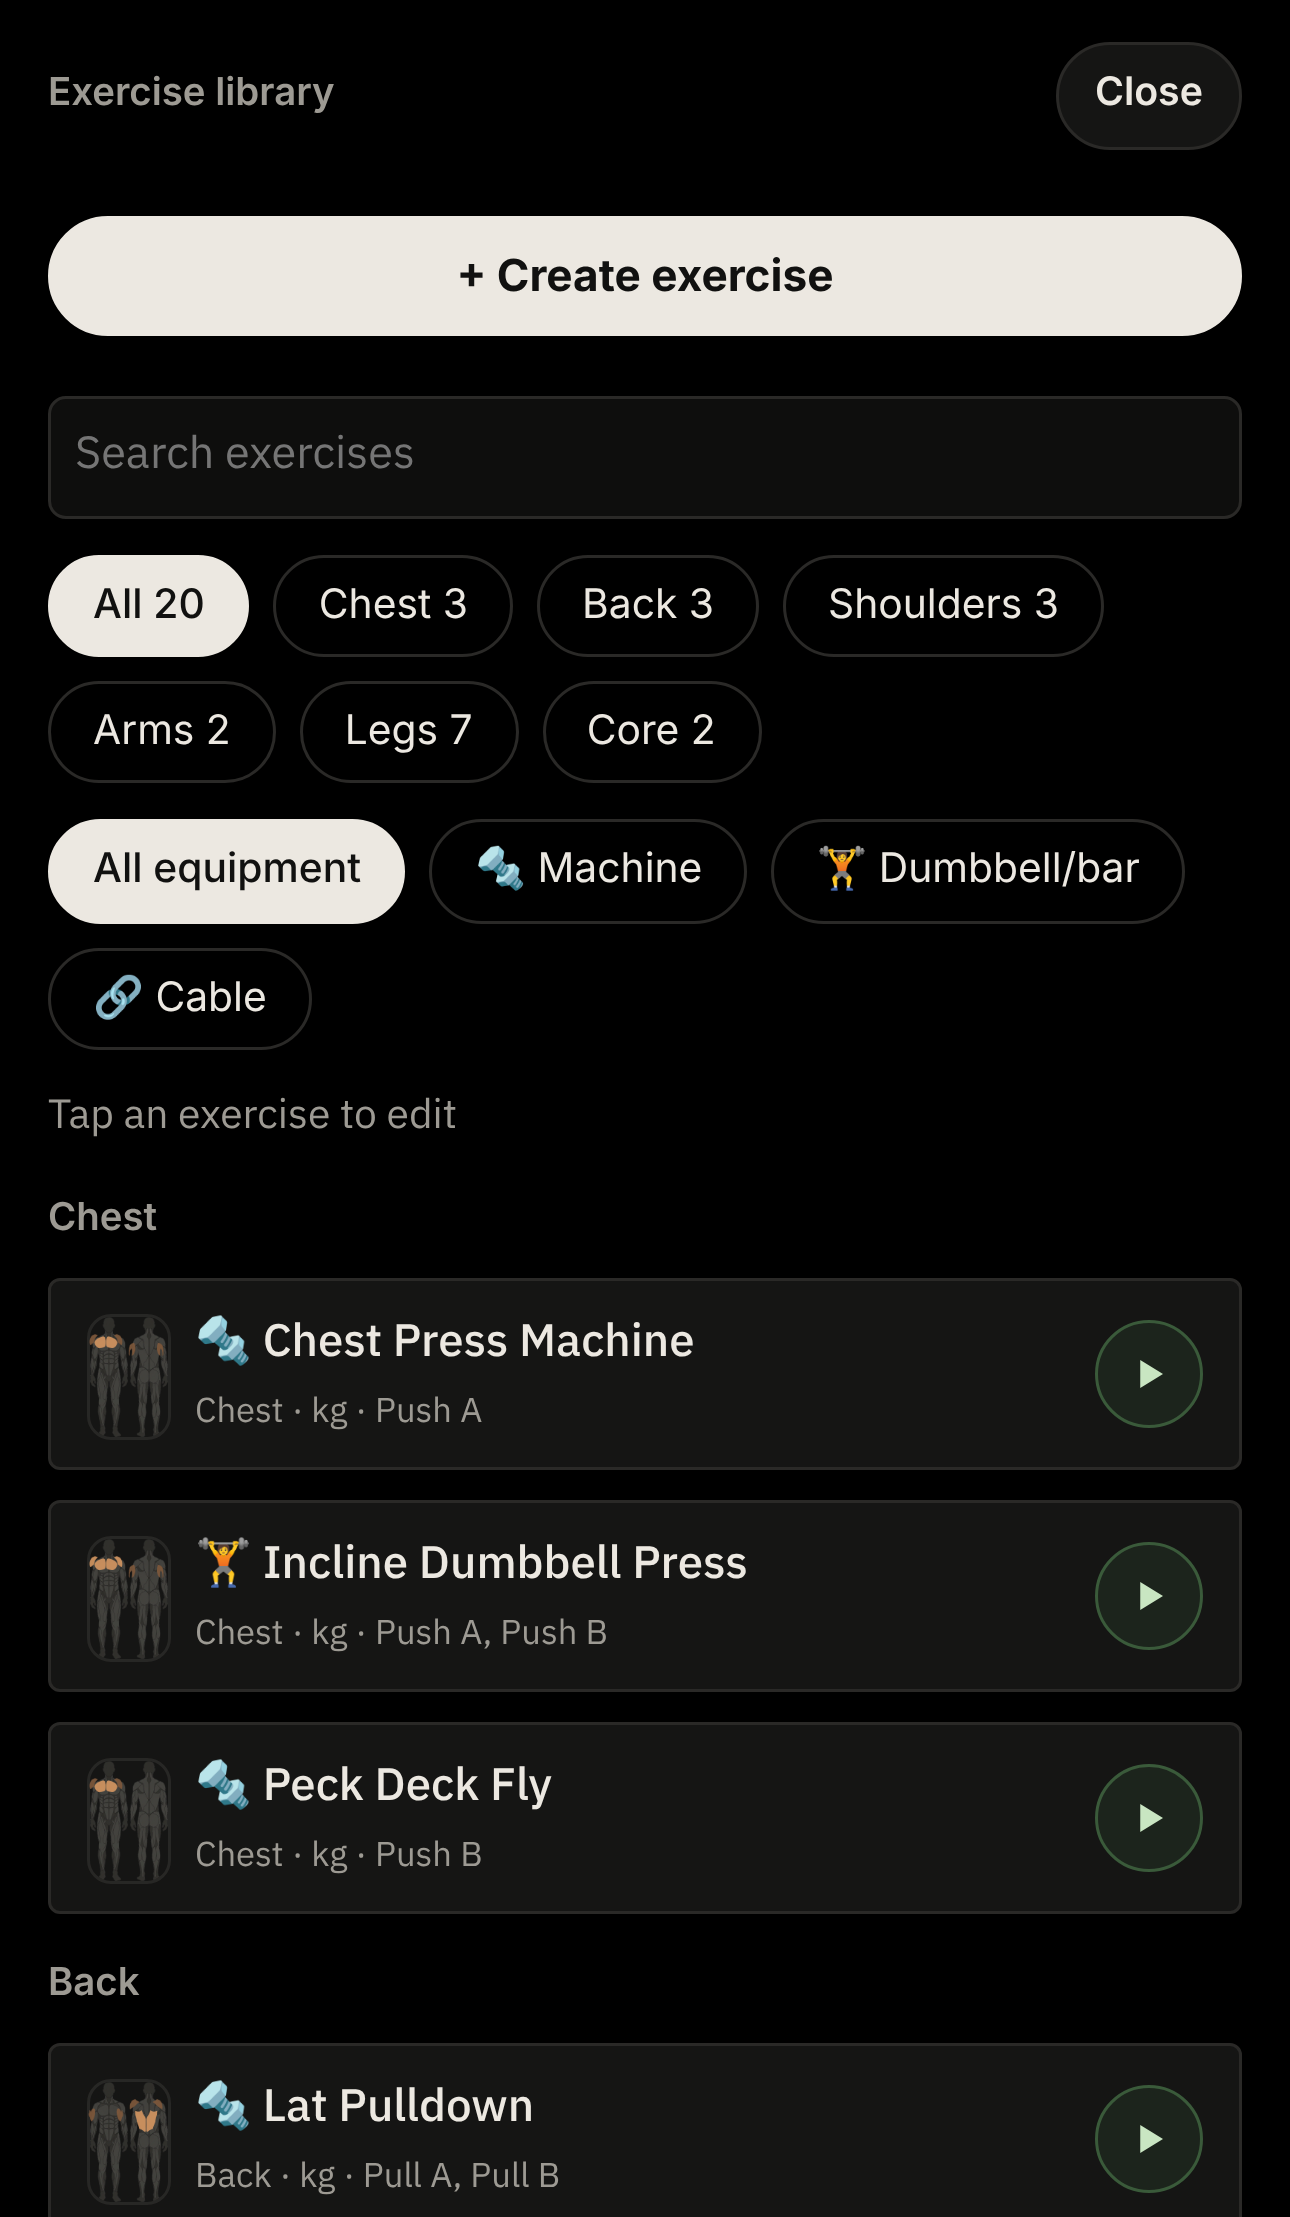 Exercise library
Close
+ Create exercise
Search exercises
All 20
Chest 3
Back 3
Shoulders 3
Arms 2
Legs 7
Core 2
All equipment
🔩 Machine
🏋️ Dumbbell/bar
🔗 Cable
Tap an exercise to edit
Chest
🔩 Chest Press Machine
Chest · kg · Push A
🏋️ Incline Dumbbell Press
Chest · kg · Push A, Push B
🔩 Peck Deck Fly
Chest · kg · Push B
Back
🔩 Lat Pulldown
Back · kg · Pull A, Pull B